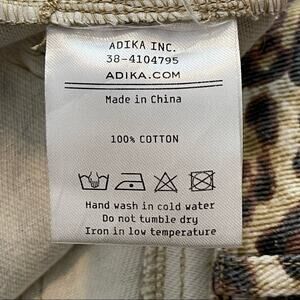 ADIKA INC.
38-4104795
ADIKA.COM
Made in China
100% COTTON
Hand wash in cold water
Do not tumble dry
Iron in low temperature